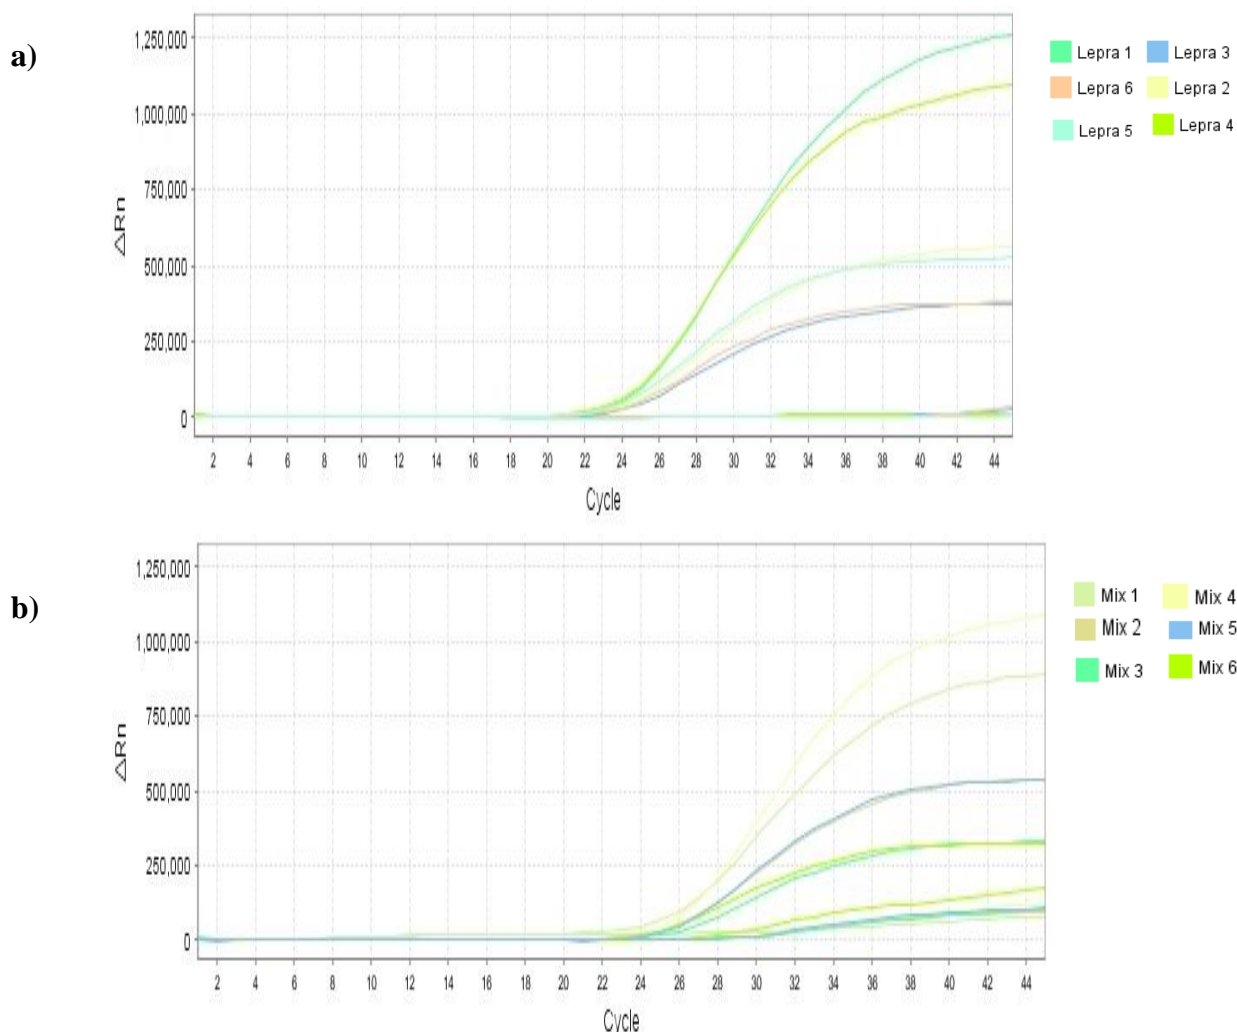 a)
1,250,000
1,000,000
750,000
500,000
250,000
0
△Rn
2 4 6 8 10 12 14 16 18 20 22 24 26 28 30 32 34 36 38 40 42 44
Cycle
Lepra 1 Lepra 3
Lepra 6 Lepra 2
Lepra 5 Lepra 4
b)
1,250,000
1,000,000
750,000
500,000
250,000
0
△Rn
2 4 6 8 10 12 14 16 18 20 22 24 26 28 30 32 34 36 38 40 42 44
Cycle
Mix 1 Mix 4
Mix 2 Mix 5
Mix 3 Mix 6